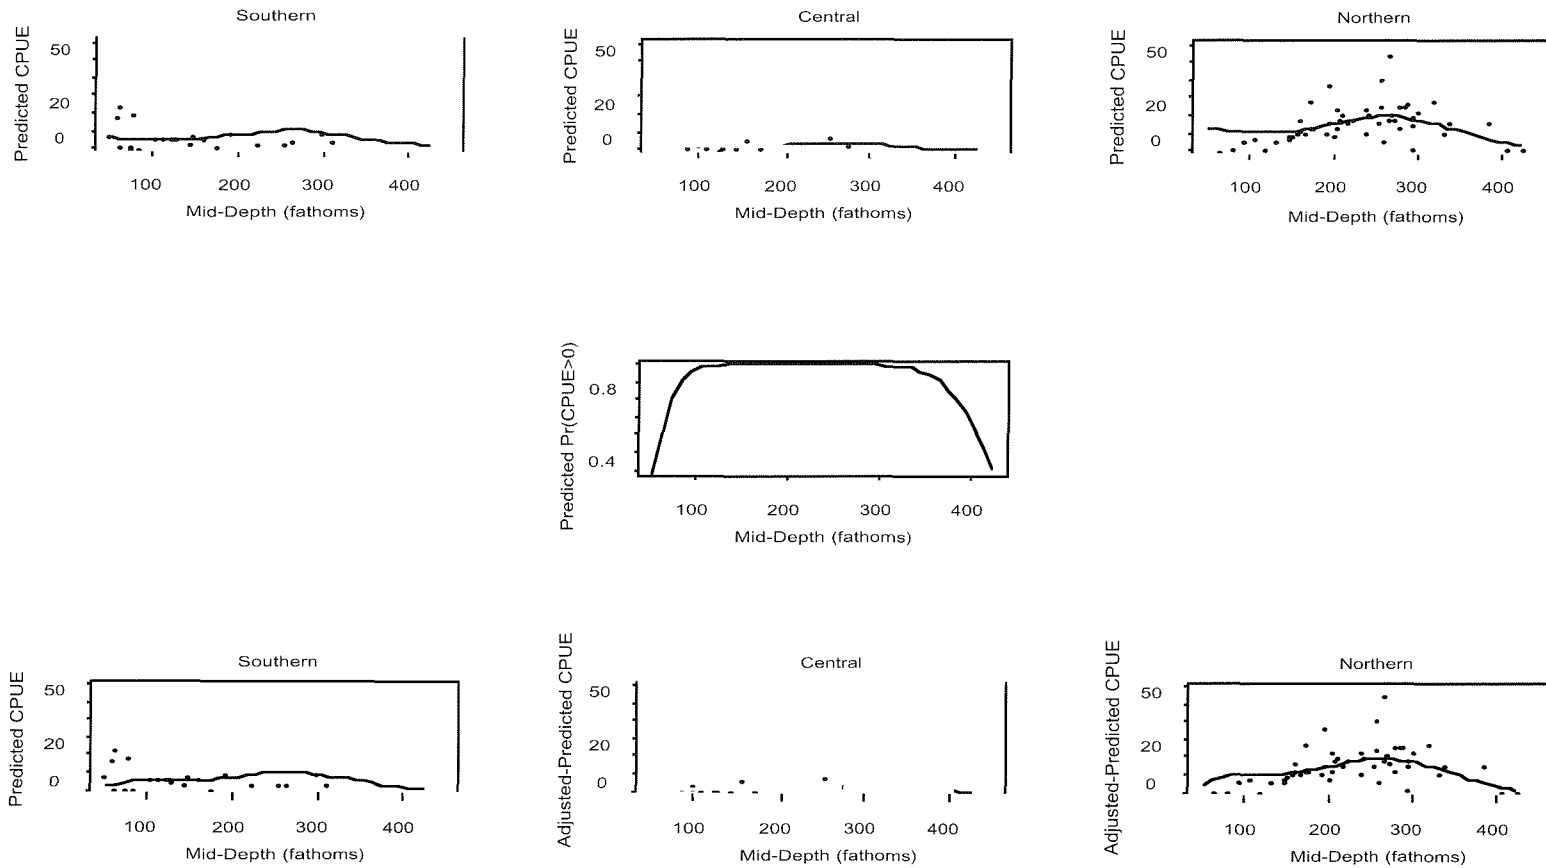 Southern
Predicted CPUE
50
20
0
100 200 300 400
Mid-Depth (fathoms)
Central
Predicted CPUE
50
20
0
100 200 300 400
Mid-Depth (fathoms)
Northern
Predicted CPUE
50
20
0
100 200 300 400
Mid-Depth (fathoms)
Predicted Pr(CPUE>0)
0.8
0.4
100 200 300 400
Mid-Depth (fathoms)
Southern
Predicted CPUE
50
20
0
100 200 300 400
Mid-Depth (fathoms)
Central
Adjusted-Predicted CPUE
50
20
0
100 200 300 400
Mid-Depth (fathoms)
Northern
Adjusted-Predicted CPUE
50
20
0
100 200 300 400
Mid-Depth (fathoms)